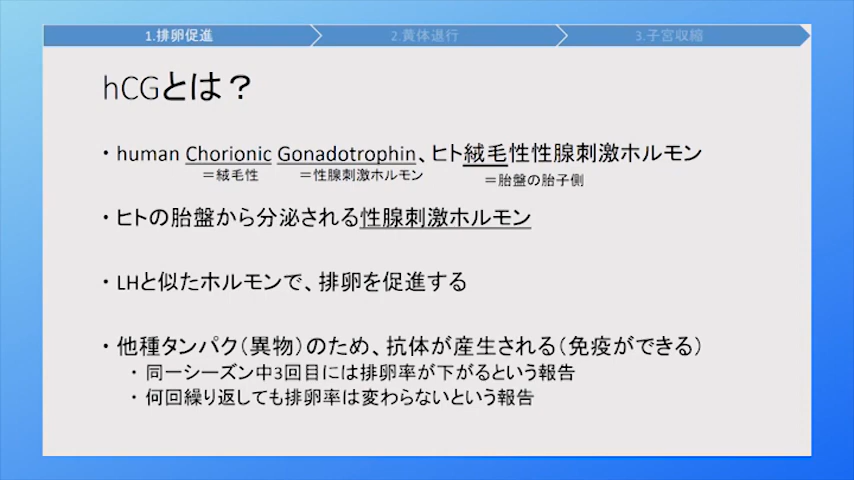 1.排卵促進
2.黄体退行
3.子宮収縮
hCGとは？
・human Chorionic Gonadotrophin、ヒト絨毛性性腺刺激ホルモン
＝絨毛性 ＝性腺刺激ホルモン ＝胎盤の胎子側
・ヒトの胎盤から分泌される性腺刺激ホルモン
・LHと似たホルモンで、排卵を促進する
・他種タンパク（異物）のため、抗体が産生される（免疫ができる）
・同一シーズン中3回目には排卵率が下がるという報告
・何回繰り返しても排卵率は変わらないという報告